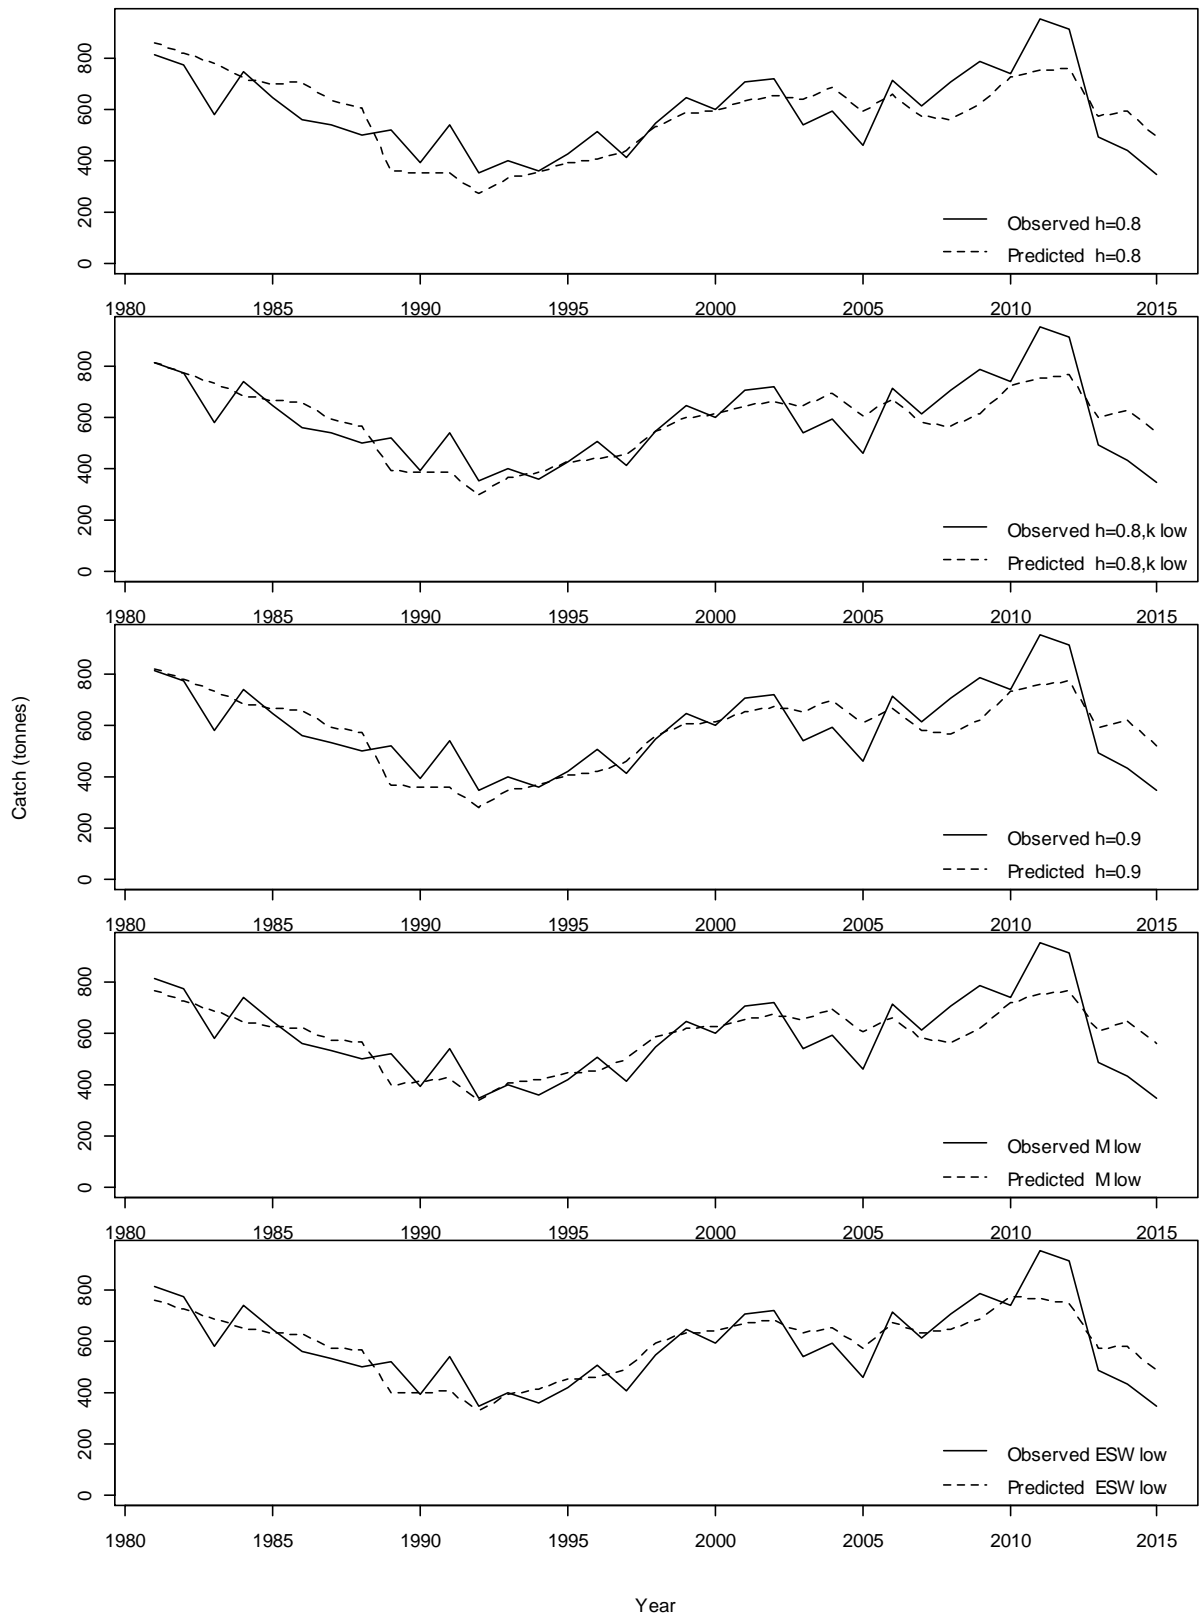 800
600
400
200
0
Observed h=0.8
Predicted h=0.8
1980 1985 1990 1995 2000 2005 2010 2015
800
600
400
200
0
Observed h=0.8,k low
Predicted h=0.8,k low
1980 1985 1990 1995 2000 2005 2010 2015
Catch (tonnes)
800
600
400
200
0
Observed h=0.9
Predicted h=0.9
1980 1985 1990 1995 2000 2005 2010 2015
800
600
400
200
0
Observed M low
Predicted M low
1980 1985 1990 1995 2000 2005 2010 2015
800
600
400
200
0
Observed ESW low
Predicted ESW low
1980 1985 1990 1995 2000 2005 2010 2015
Year